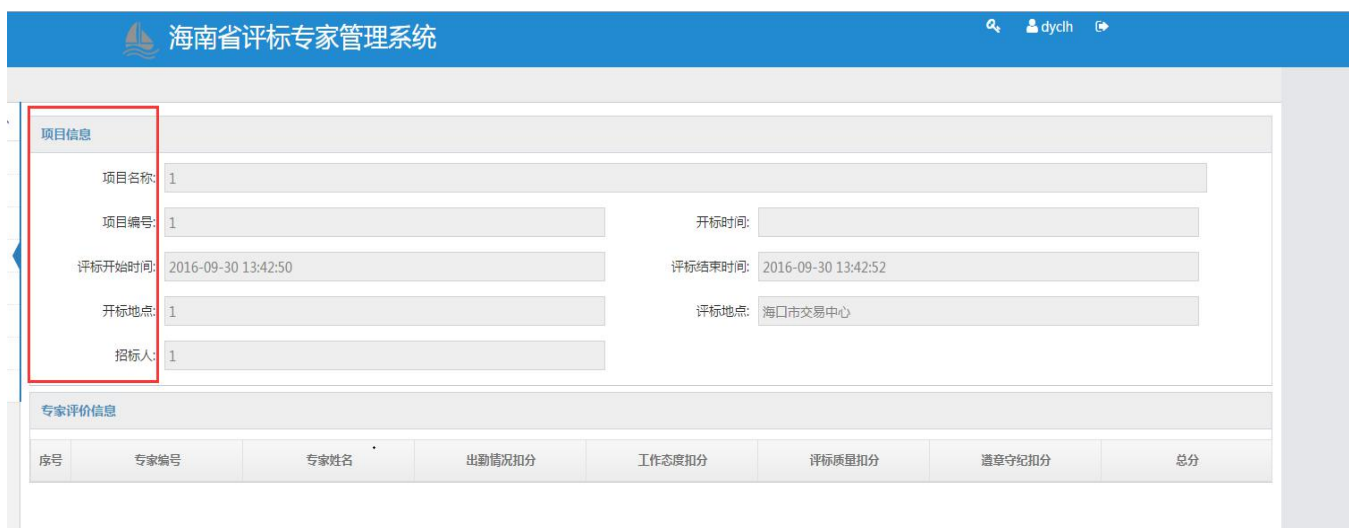 海南省评标专家管理系统 dyclh
项目信息
项目名称: 1
项目编号: 1 开标时间:
评标开始时间: 2016-09-30 13:42:50 评标结束时间: 2016-09-30 13:42:52
开标地点: 1 评标地点: 海口市交易中心
招标人: 1
专家评价信息
序号 专家编号 专家姓名 出勤情况扣分 工作态度扣分 评标质量扣分 遵章守纪扣分 总分